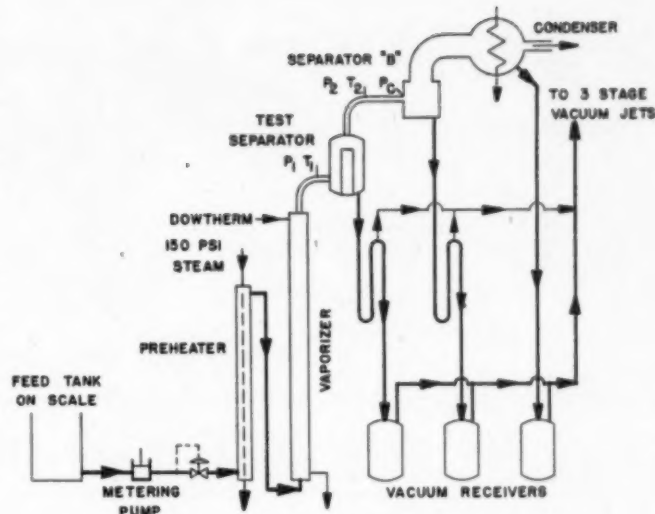 CONDENSER
SEPARATOR "B"
P2 T2 PC
TO 3 STAGE
VACUUM JETS
TEST
SEPARATOR
P1 T1
DOWTHERM
150 PSI
STEAM
PREHEATER
VAPORIZER
FEED TANK
ON SCALE
METERING
PUMP
VACUUM RECEIVERS